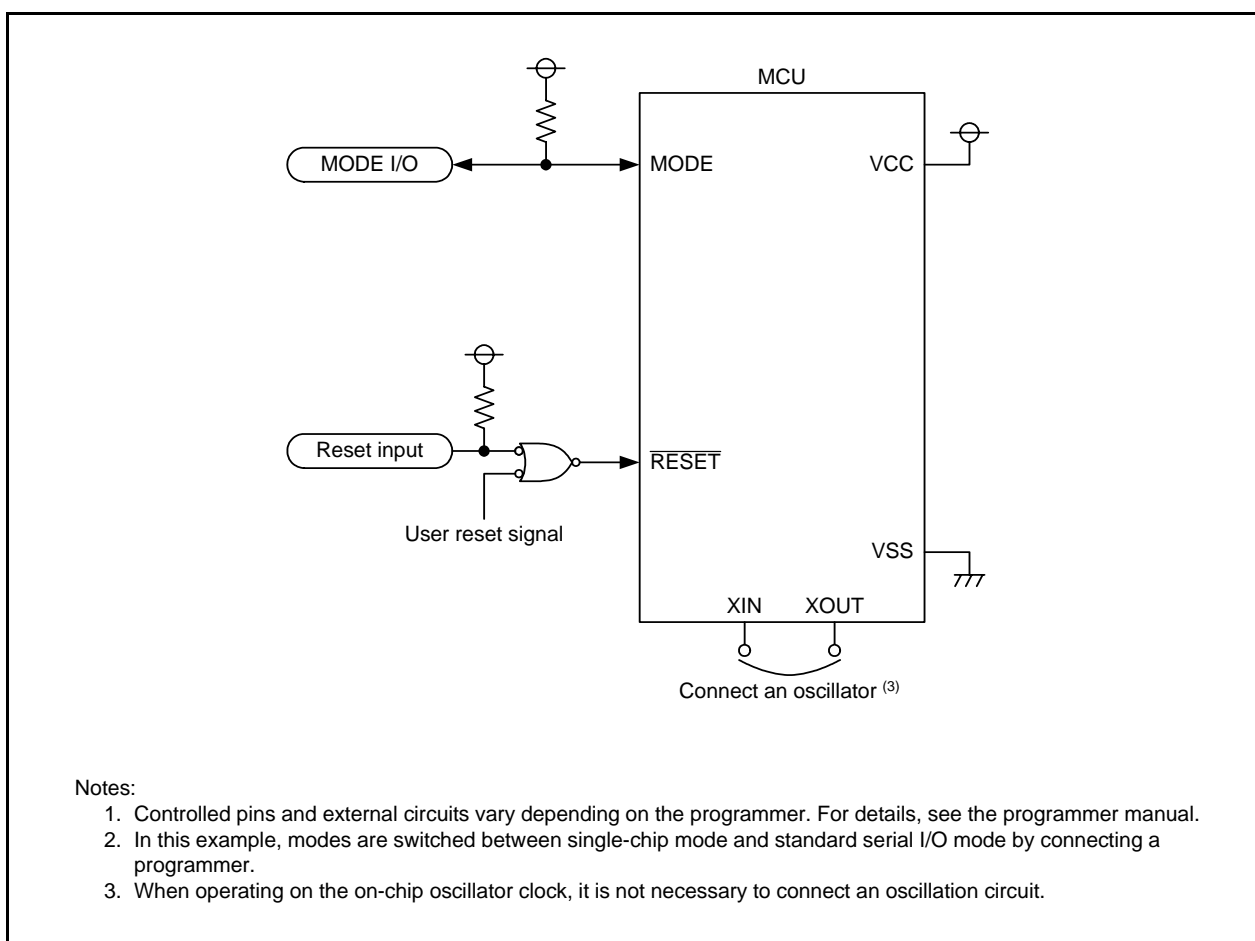 MCU
MODE I/O
MODE
VCC
Reset input
RESET
User reset signal
VSS
XIN XOUT
Connect an oscillator (3)
Notes:
1. Controlled pins and external circuits vary depending on the programmer. For details, see the programmer manual.
2. In this example, modes are switched between single-chip mode and standard serial I/O mode by connecting a
programmer.
3. When operating on the on-chip oscillator clock, it is not necessary to connect an oscillation circuit.